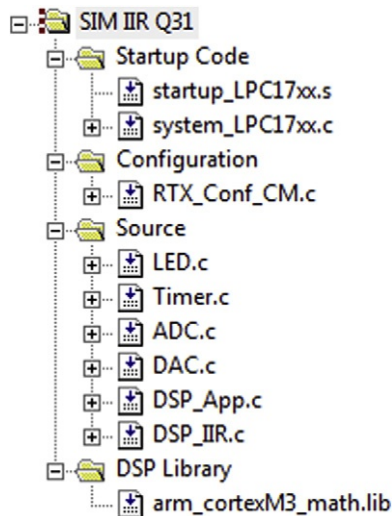 SIM IIR Q31
Startup Code
startup_LPC17xx.s
system_LPC17xx.c
Configuration
RTX_Conf_CM.c
Source
LED.c
Timer.c
ADC.c
DAC.c
DSP_App.c
DSP_IIR.c
DSP Library
arm_cortexM3_math.lib